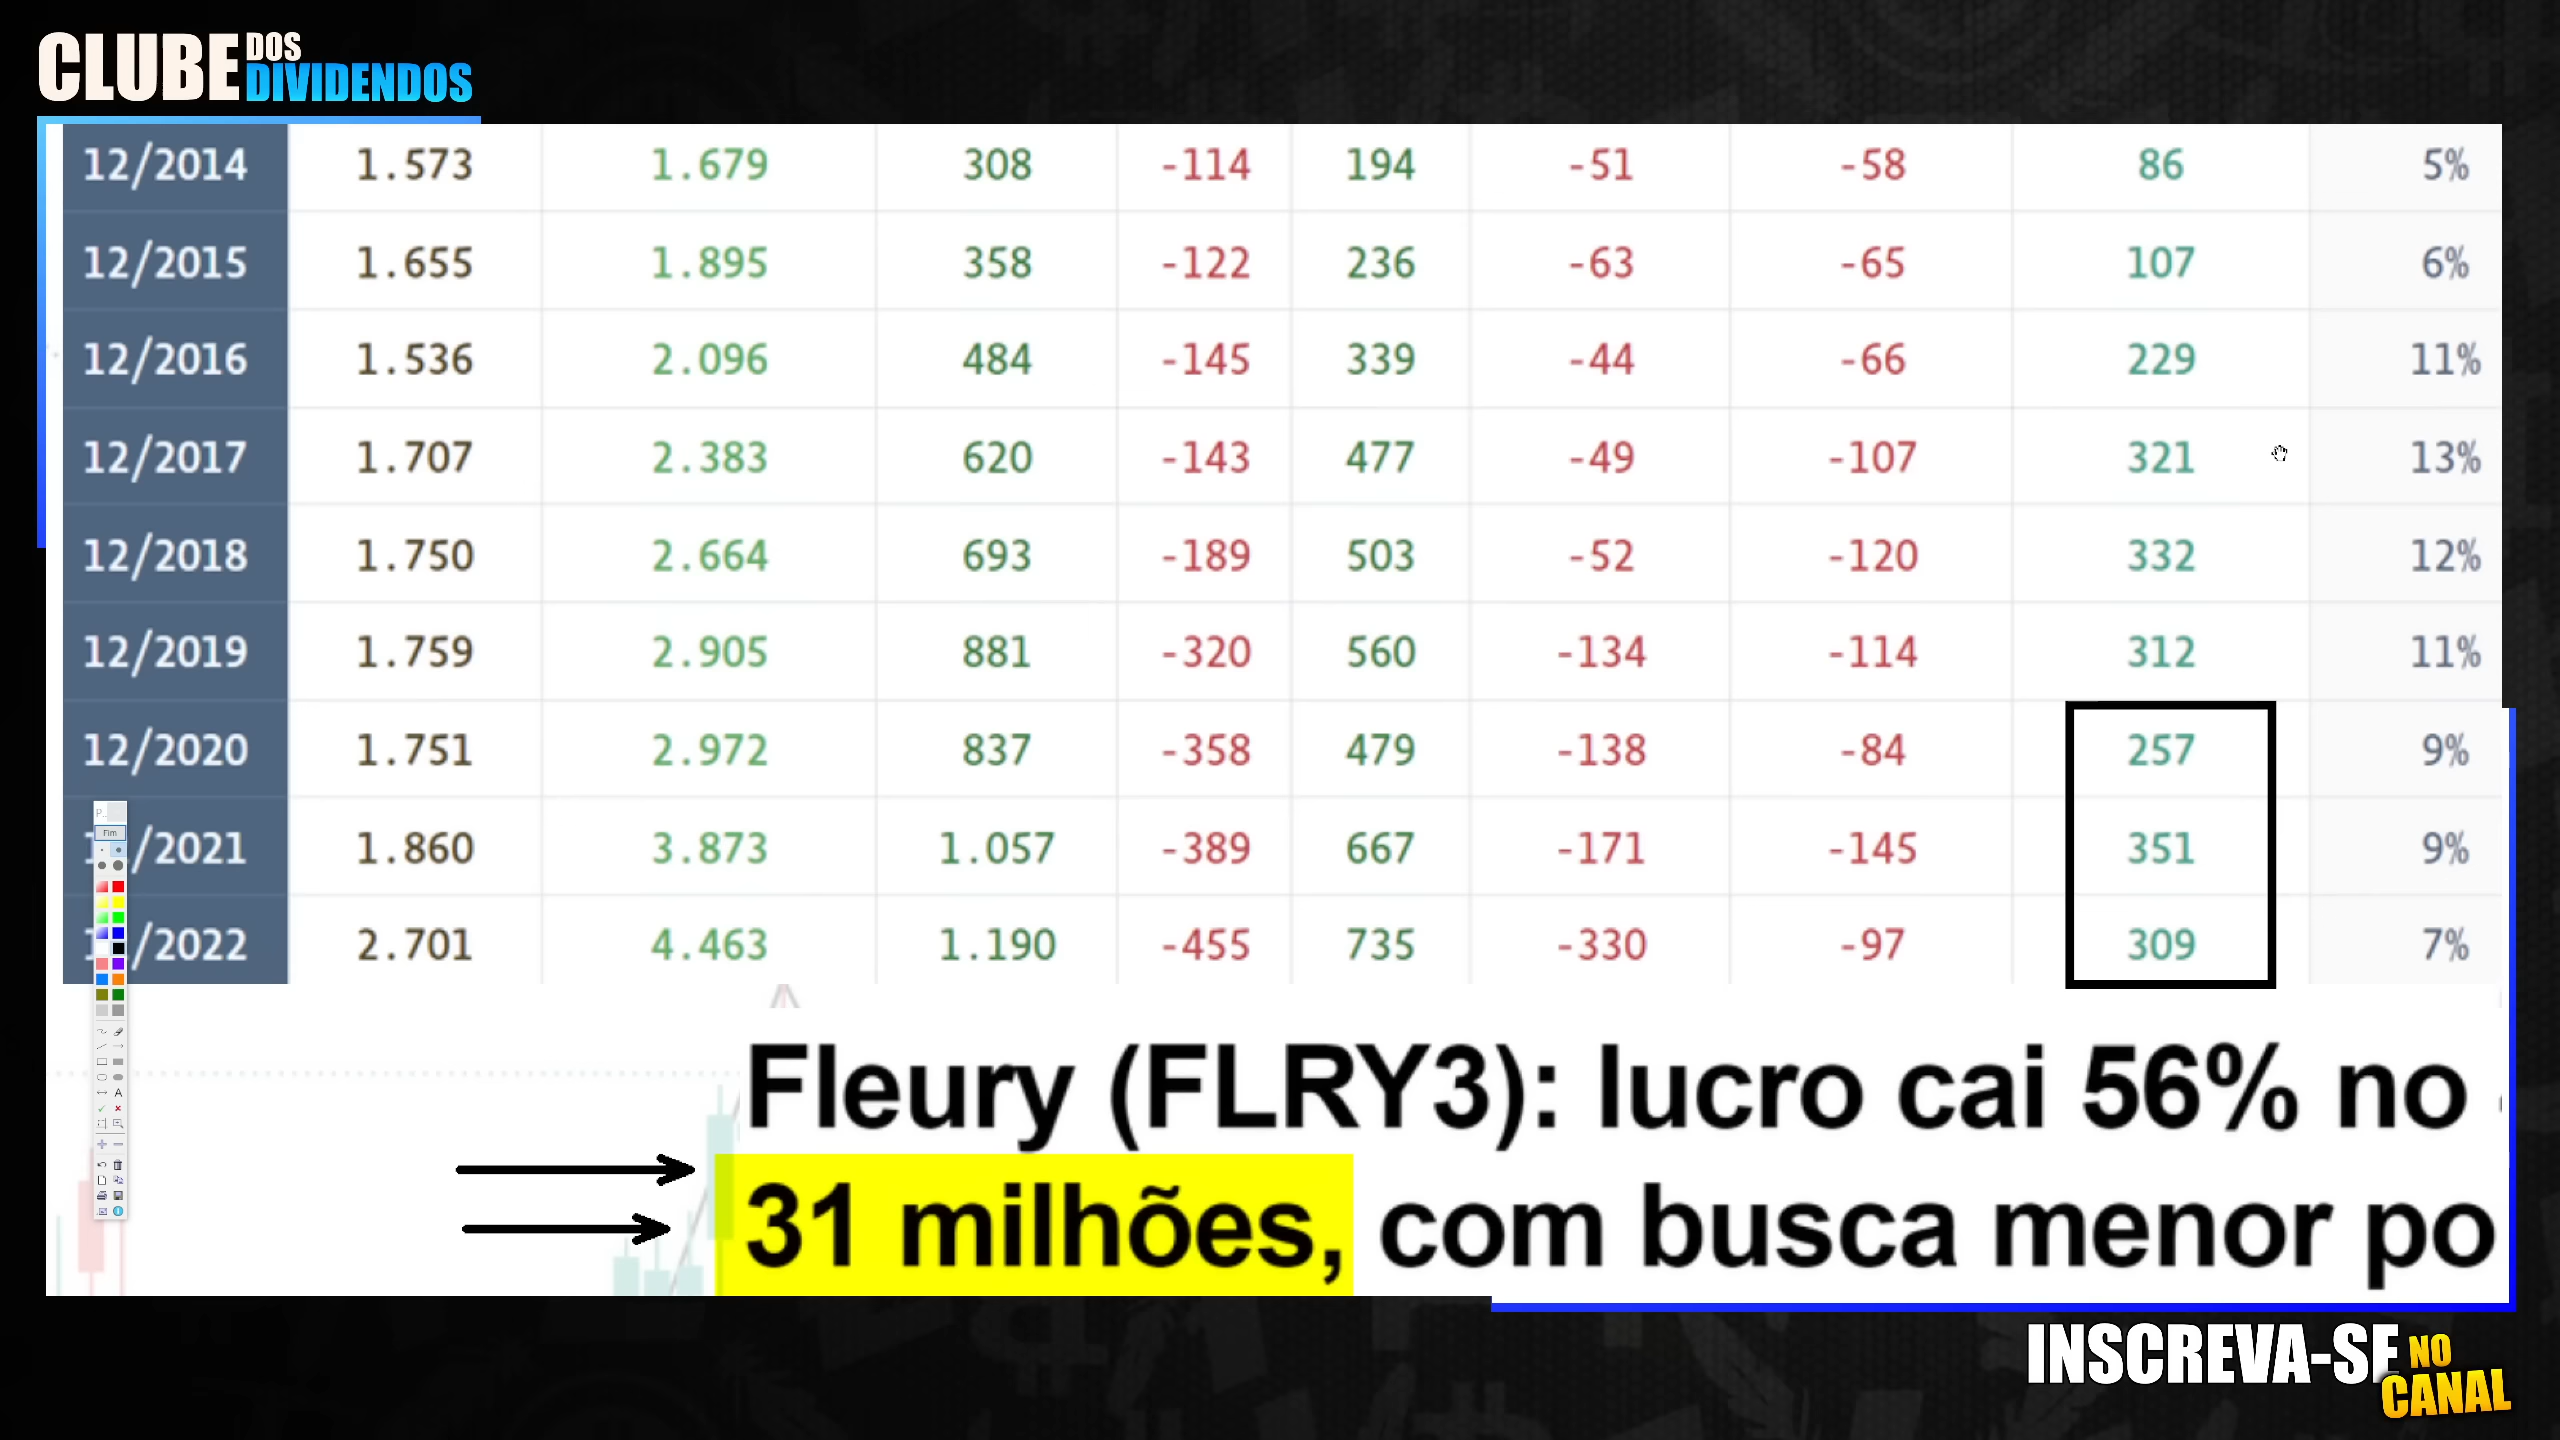 CLUBE DOS DIVIDENDOS
12/2014 1.573 1.679 308 -114 194 -51 -58 86 5%
12/2015 1.655 1.895 358 -122 236 -63 -65 107 6%
12/2016 1.536 2.096 484 -145 339 -44 -66 229 11%
12/2017 1.707 2.383 620 -143 477 -49 -107 321 13%
12/2018 1.750 2.664 693 -189 503 -52 -120 332 12%
12/2019 1.759 2.905 881 -320 560 -134 -114 312 11%
12/2020 1.751 2.972 837 -358 479 -138 -84 257 9%
/2021 1.860 3.873 1.057 -389 667 -171 -145 351 9%
/2022 2.701 4.463 1.190 -455 735 -330 -97 309 7%
Fim
A
Fleury (FLRY3): lucro cai 56% no
31 milhões, com busca menor po
INSCREVA-SE NO CANAL